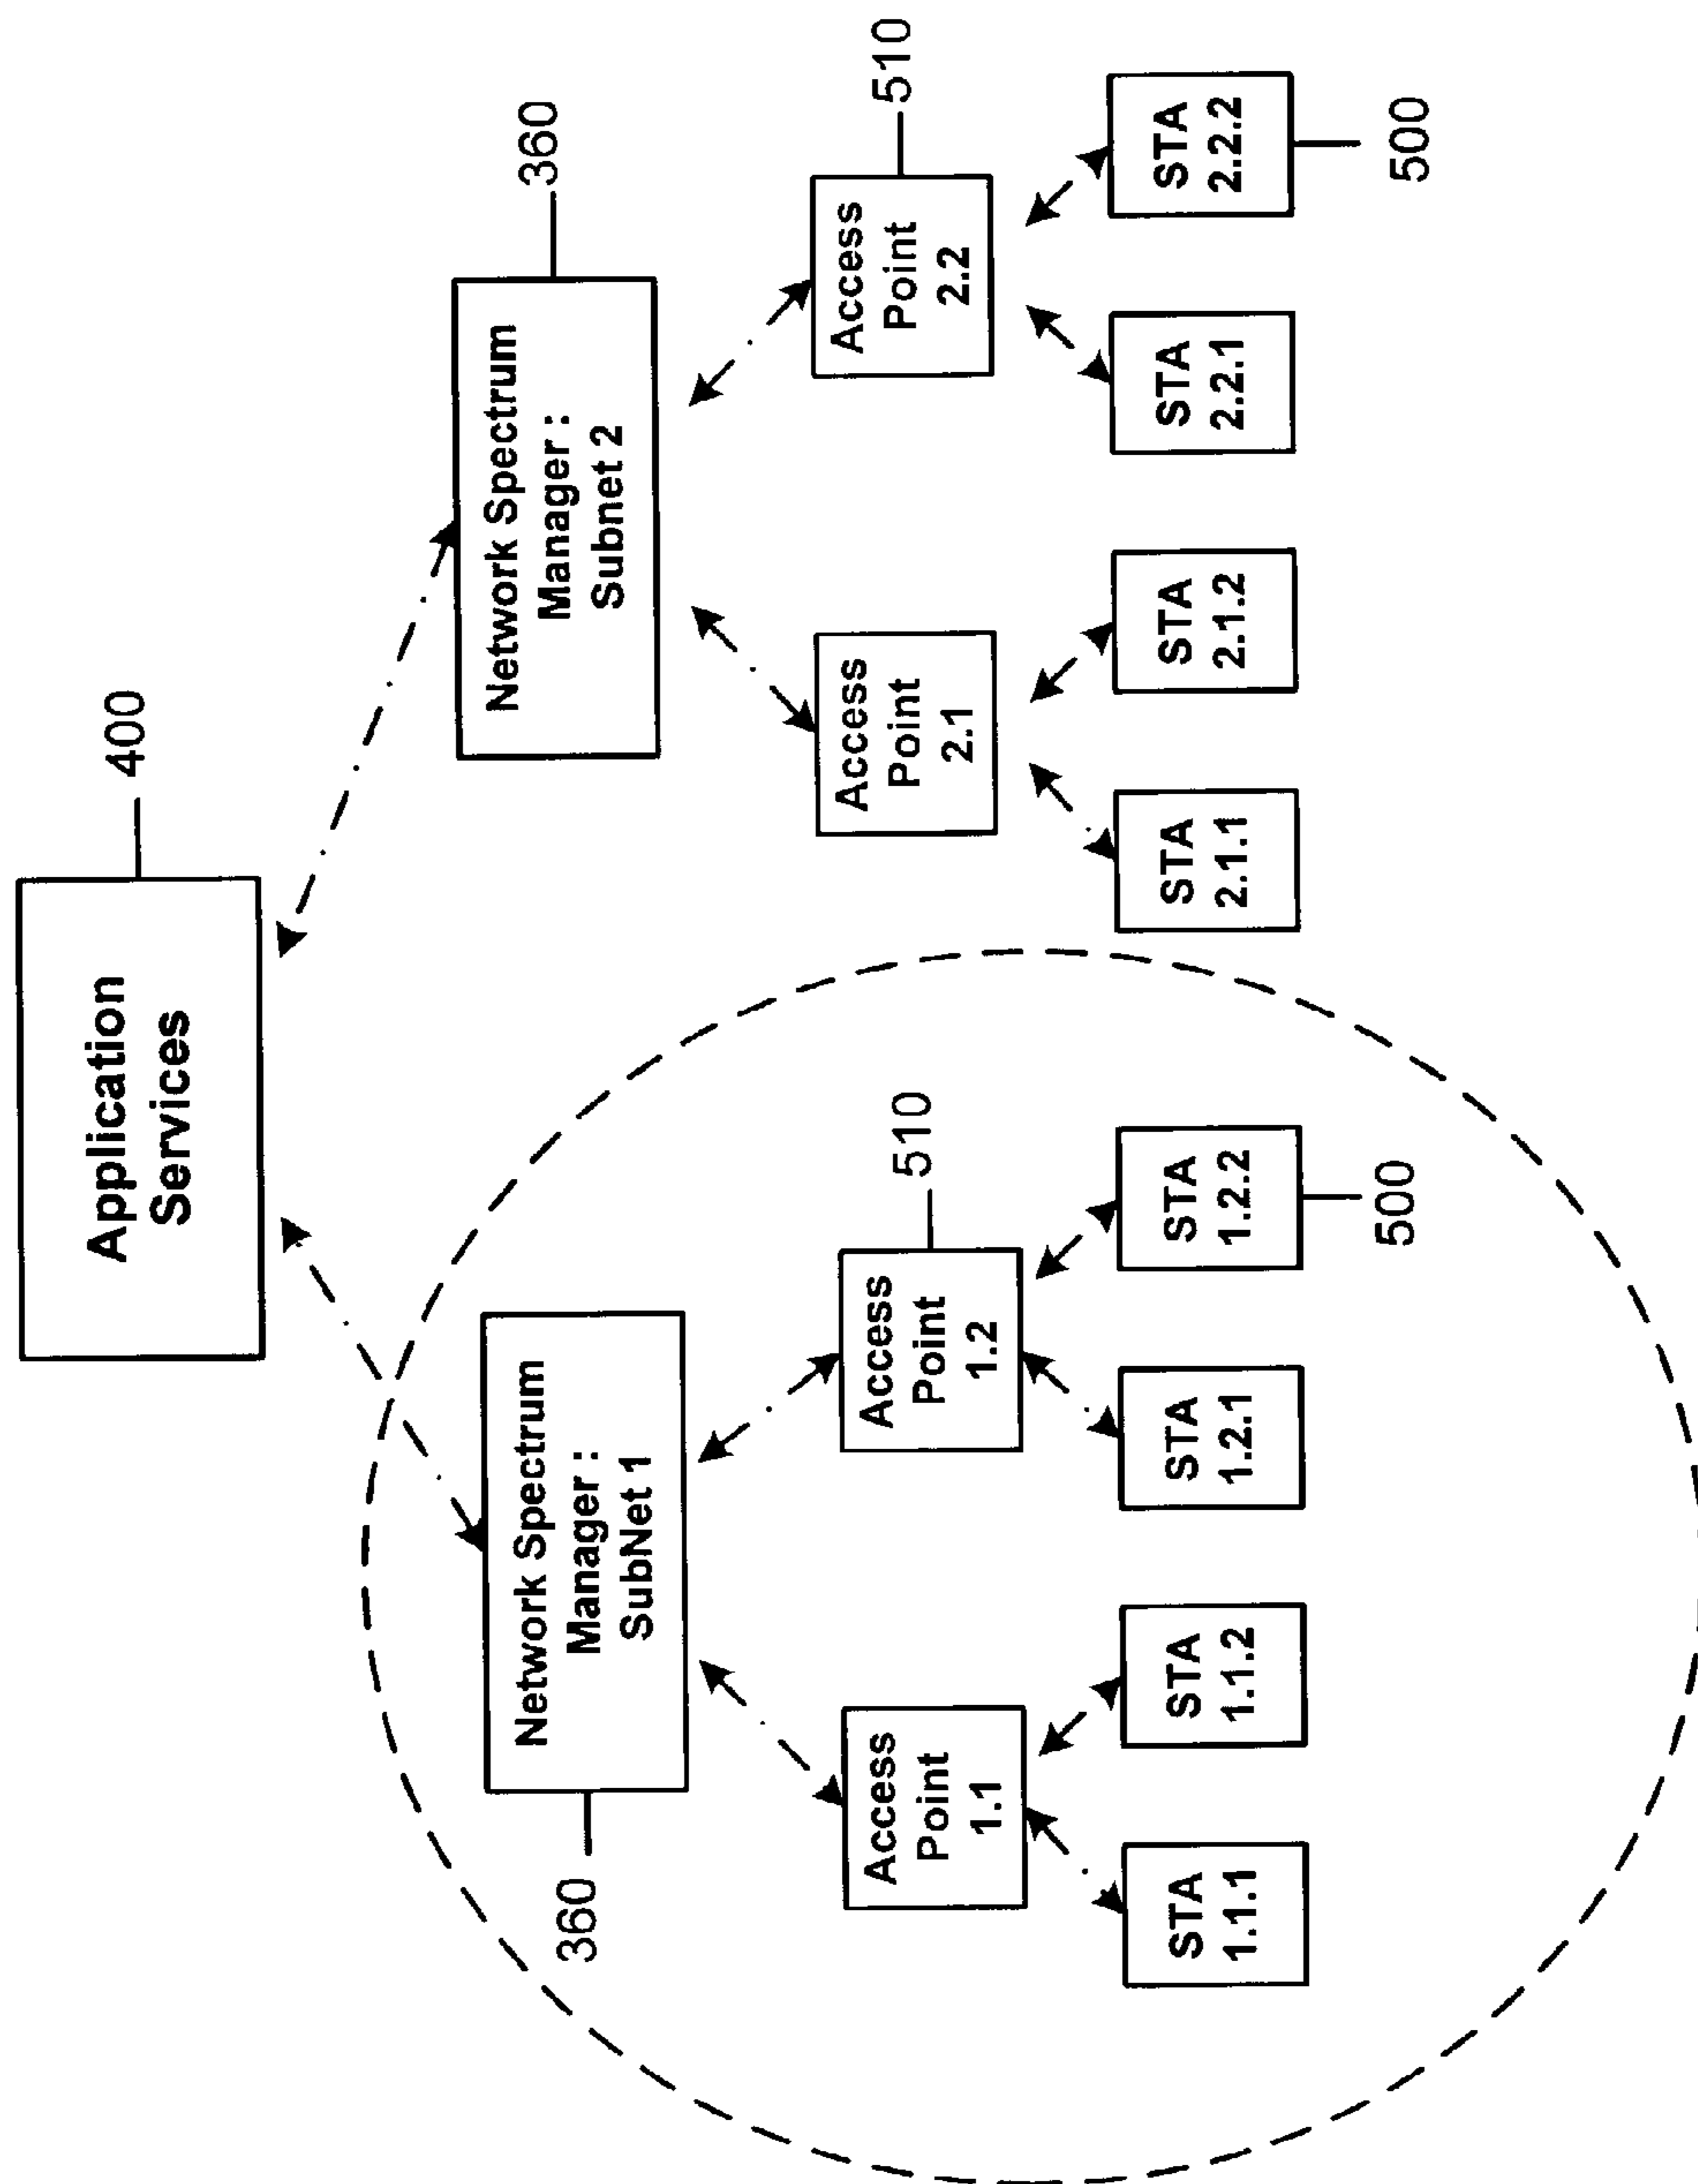 Application
Services
400
Network Spectrum
Manager:
SubNet 1
360
Network Spectrum
Manager:
Subnet 2
360
Access
Point
1.1
Access
Point
1.2
510
Access
Point
2.1
Access
Point
2.2
510
STA
1.1.1
STA
1.1.2
STA
1.2.1
STA
1.2.2
500
STA
2.1.1
STA
2.1.2
STA
2.2.1
STA
2.2.2
500